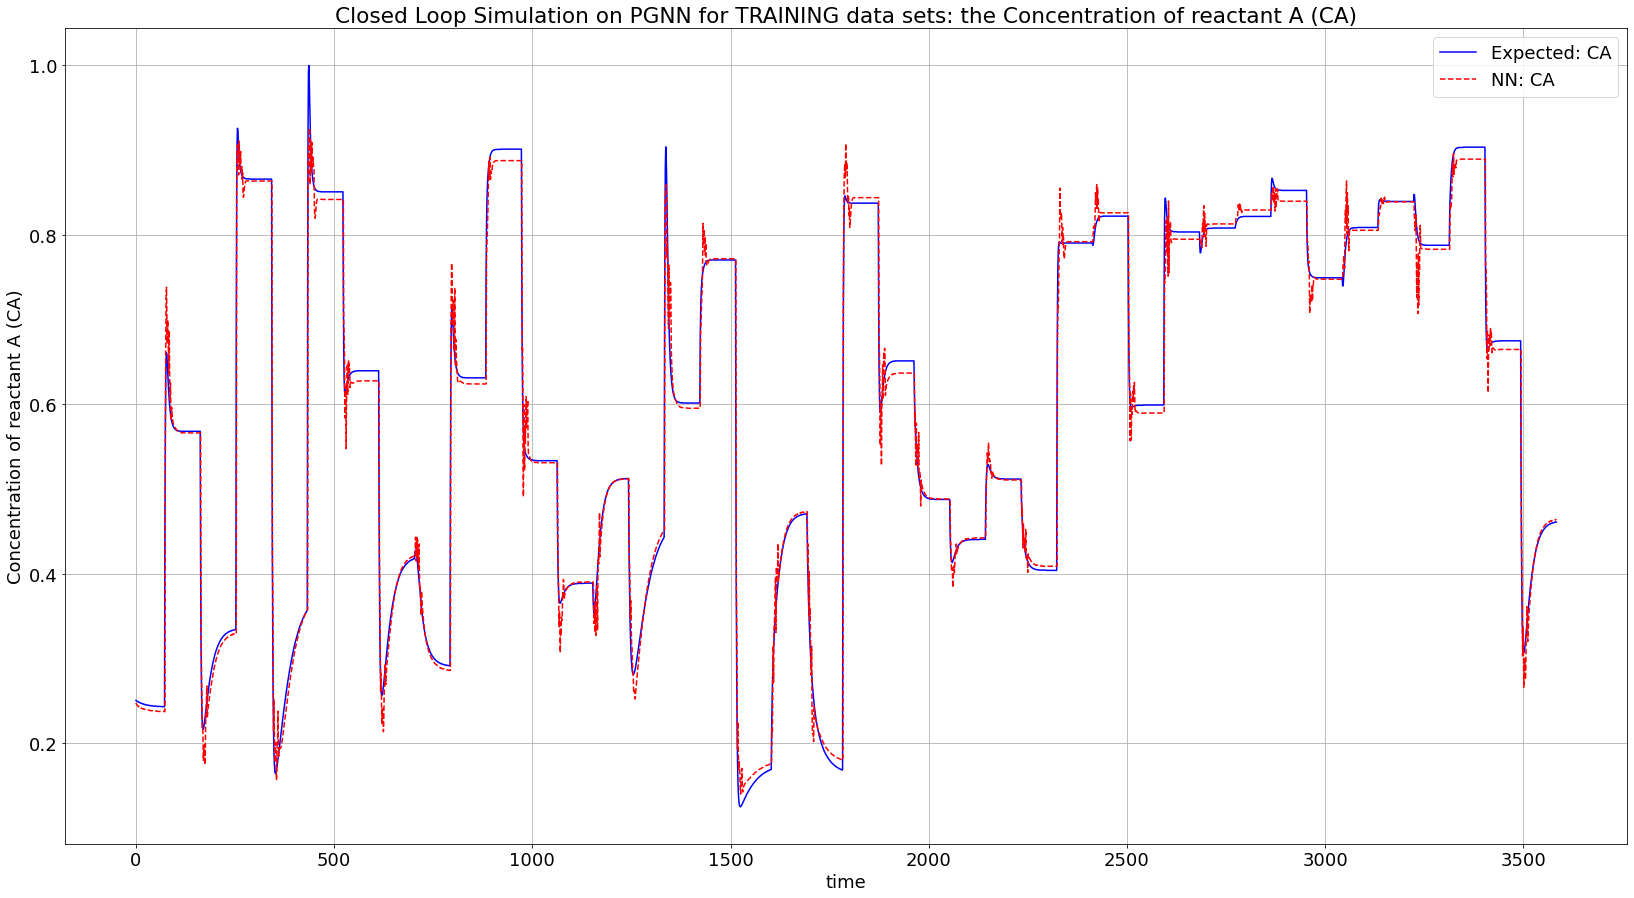 Closed Loop Simulation on PGNN for TRAINING data sets: the Concentration of reactant A (CA)
Expected: CA
NN: CA
Concentration of reactant A (CA)
1.0
0.8
0.6
0.4
0.2
0 500 1000 1500 2000 2500 3000 3500
time